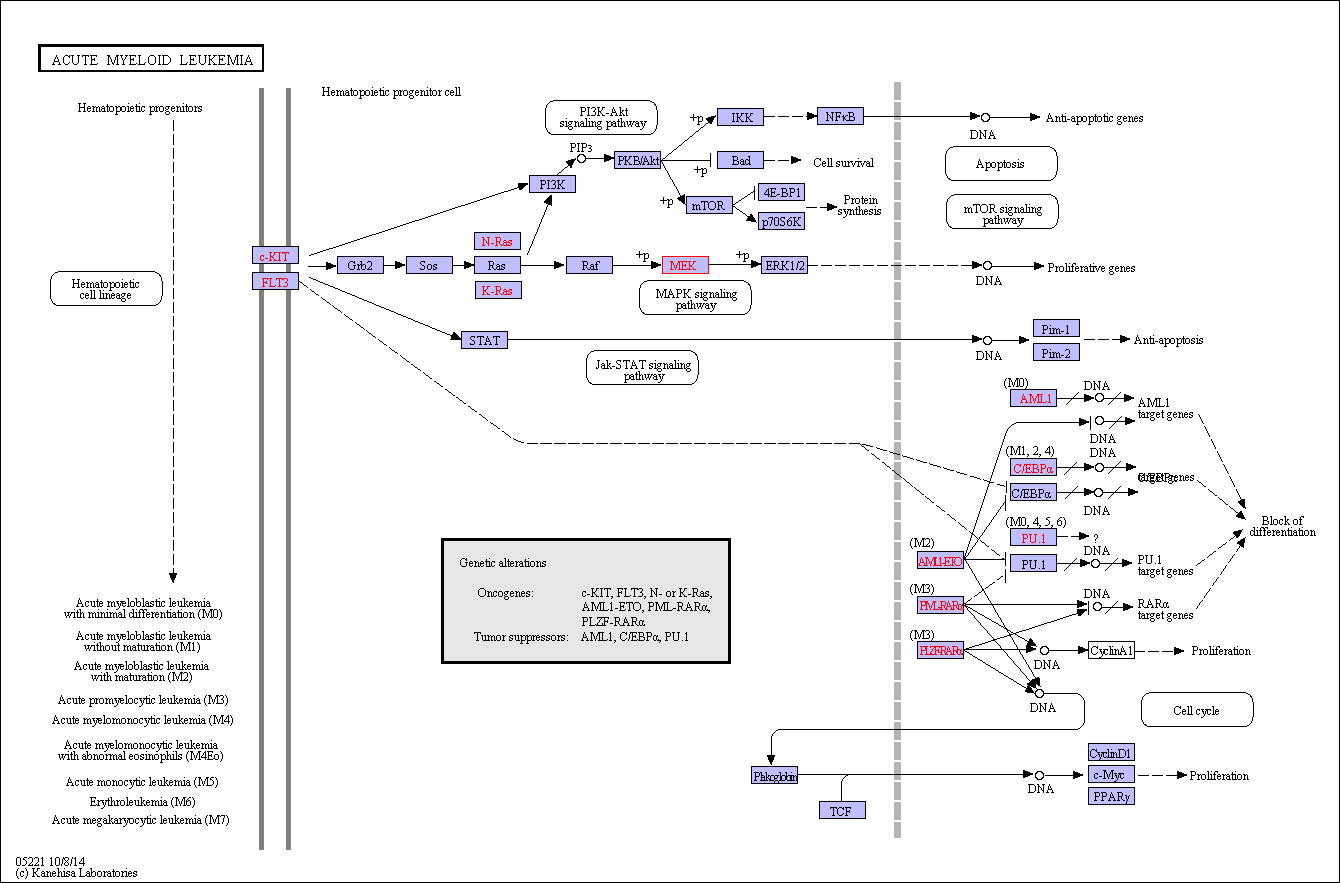 ACUTE MYELOID LEUKEMIA
Hematopoietic progenitors
Hematopoietic progenitor cell
PI3K-Akt
signaling pathway
PIP3
PI3K
PKB/Akt
+p
IKK
NFκB
DNA
Anti-apoptotic genes
+p
Bad
Cell survival
Apoptosis
+p
mTOR
4E-BP1
p70S6K
Protein
synthesis
mTOR signaling
pathway
c-KIT
FLT3
Grb2
Sos
N-Ras
Ras
K-Ras
Raf
+p
MEK
+p
ERK1/2
DNA
Proliferative genes
MAPK signaling
pathway
Hematopoietic
cell lineage
STAT
DNA
Pim-1
Pim-2
Anti-apoptosis
Jak-STAT signaling
pathway
(M0)
AML1
DNA
AML1
target genes
DNA
(M1, 2, 4)
C/EBPα
DNA
target genes
C/EBPα
DNA
(M0, 4, 5, 6)
PU.1
?
Block of
differentiation
(M2)
AML1-ETO
PU.1
DNA
PU.1
target genes
(M3)
PML-RARα
DNA
RARα
target genes
(M3)
PLZF-RARα
DNA
CyclinA1
Proliferation
DNA
Cell cycle
Genetic alterations
Oncogenes: c-KIT, FLT3, N- or K-Ras,
AML1-ETO, PML-RARα,
PLZF-RARα
Tumor suppressors: AML1, C/EBPα, PU.1
Plakoglobin
TCF
DNA
CyclinD1
c-Myc
PPARγ
Proliferation
Acute myeloblastic leukemia
with minimal differentiation (M0)
Acute myeloblastic leukemia
without maturation (M1)
Acute myeloblastic leukemia
with maturation (M2)
Acute promyelocytic leukemia (M3)
Acute myelomonocytic leukemia (M4)
Acute myelomonocytic leukemia
with abnormal eosinophils (M4Eo)
Acute monocytic leukemia (M5)
Erythroleukemia (M6)
Acute megakaryocytic leukemia (M7)
05221 10/8/14
(c) Kanehisa Laboratories